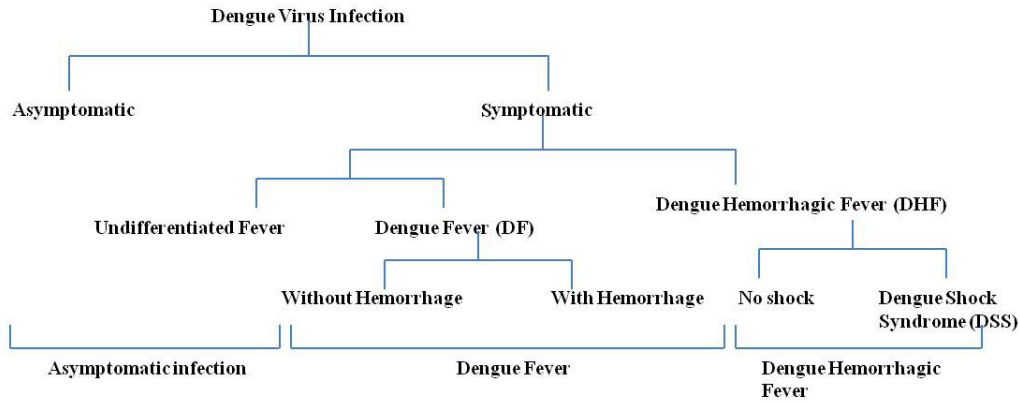 Dengue Virus Infection
Asymptomatic
Symptomatic
Dengue Hemorrhagic Fever (DHF)
Undifferentiated Fever
Dengue Fever (DF)
Without Hemorrhage
With Hemorrhage
No shock
Dengue Shock
Syndrome (DSS)
Asymptomatic infection
Dengue Fever
Dengue Hemorrhagic
Fever